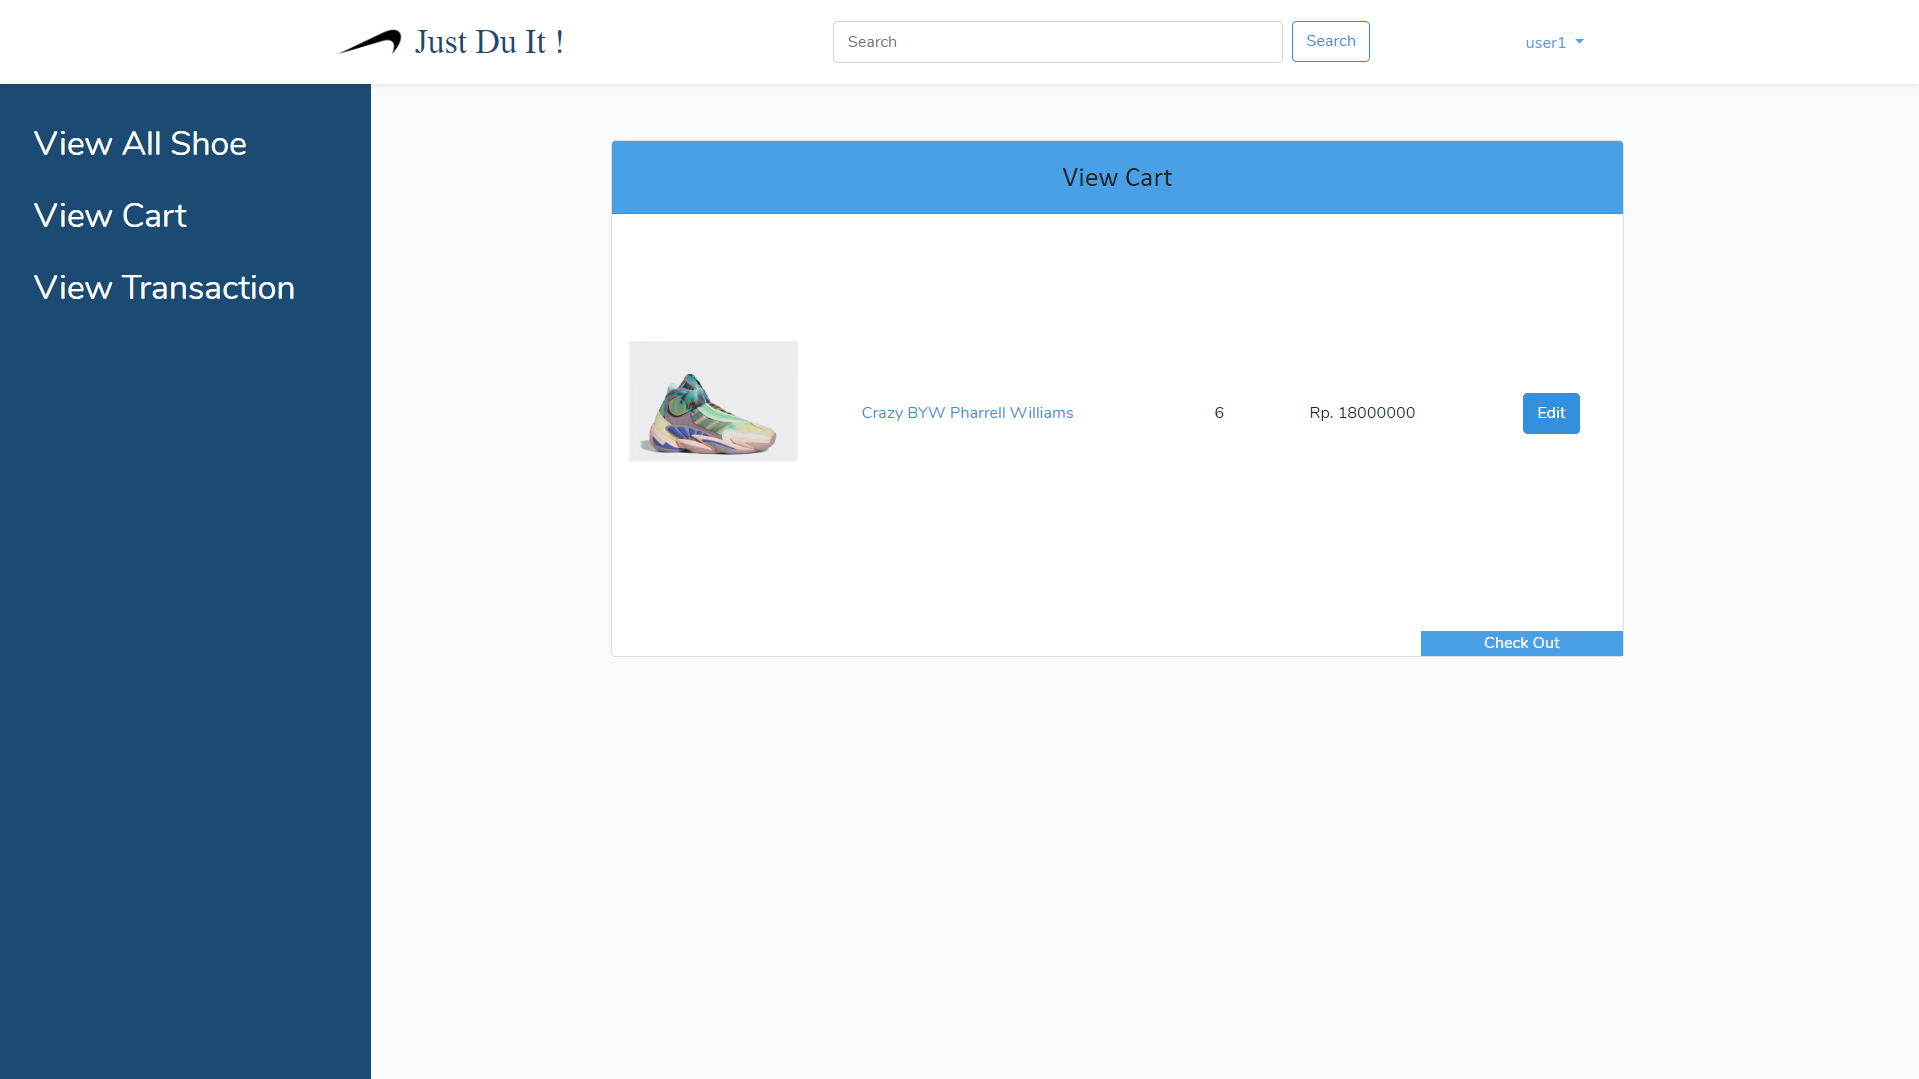 Just Du It !
Search
Search
user1
View All Shoe
View Cart
View Transaction
View Cart
Crazy BYW Pharrell Williams
6
Rp. 18000000
Edit
Check Out